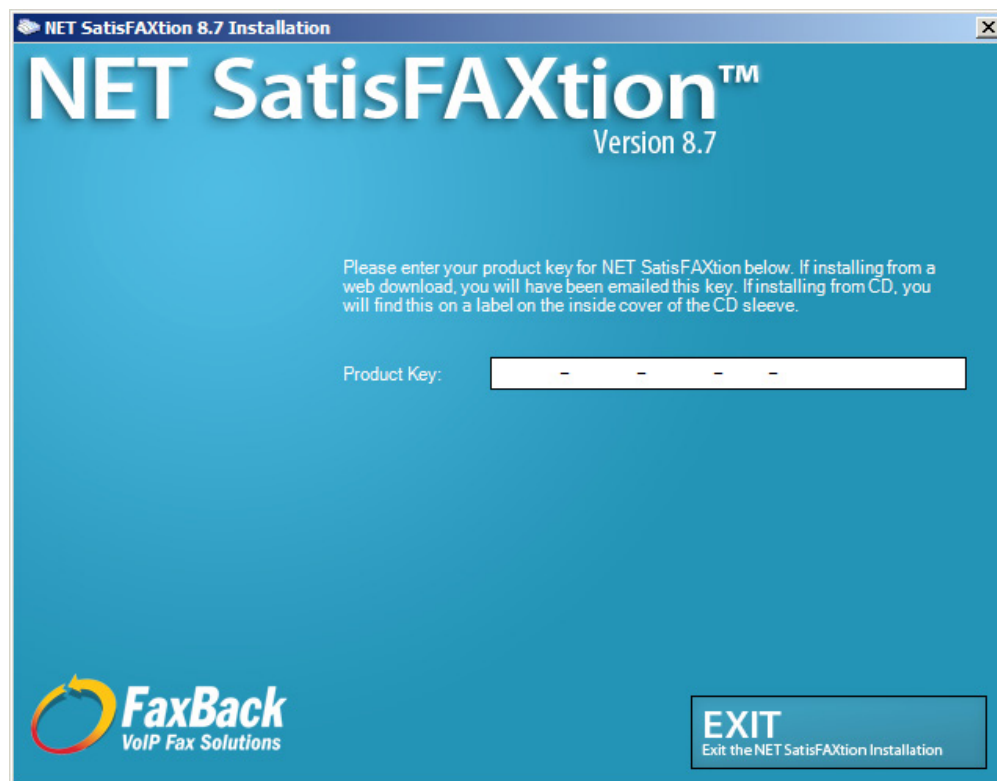 NET SatisFAXtion 8.7 Installation
NET SatisFAXtion™
Version 8.7
Please enter your product key for NET SatisFAXtion below. If installing from a
web download, you will have been emailed this key. If installing from CD, you
will find this on a label on the inside cover of the CD sleeve.
Product Key: - - - -
FaxBack
VoIP Fax Solutions
EXIT
Exit the NET SatisFAXtion Installation